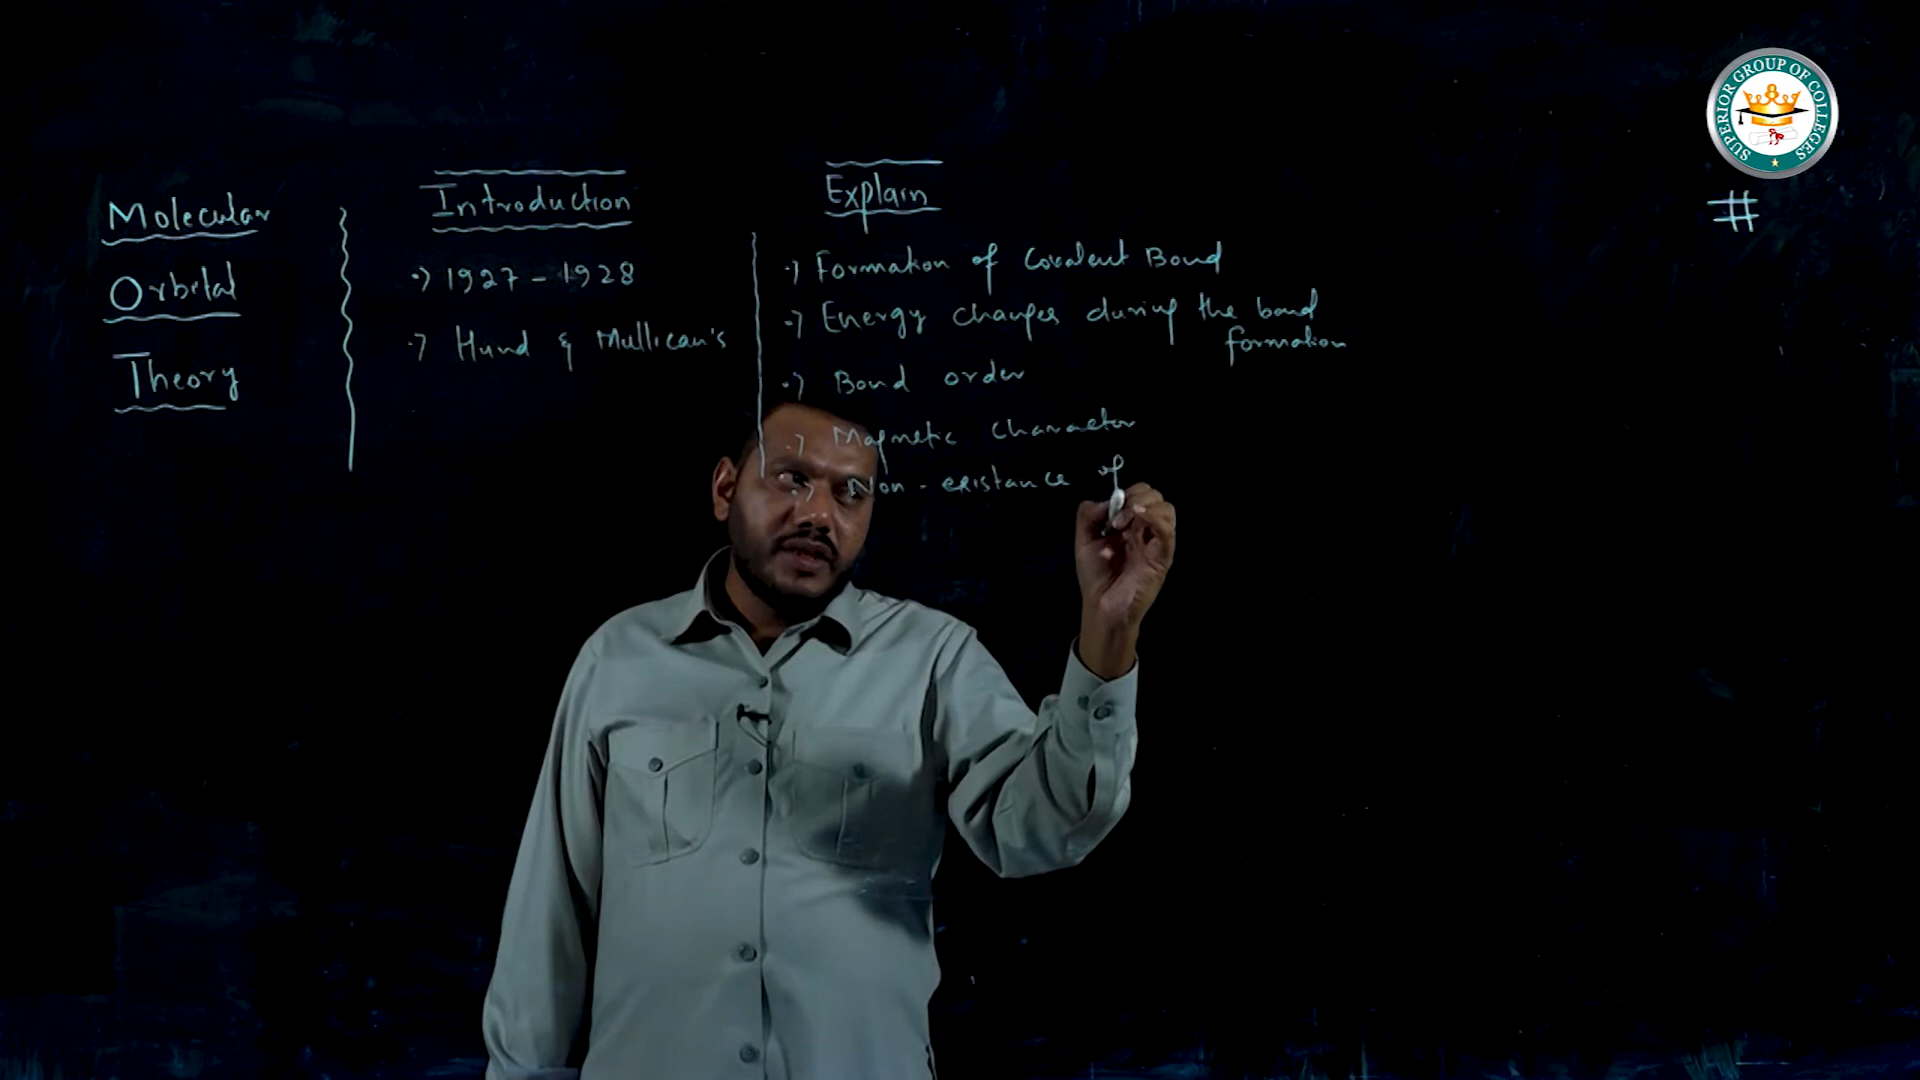 SUPERIOR GROUP OF COLLEGES
#
Molecular
Orbital
Theory
Introduction
1927 - 1928
Hund & Mullican's
Explain
Formation of Covalent Bond
Energy changes during the bond
formation
Bond order
Magnetic Character
Non-existance of